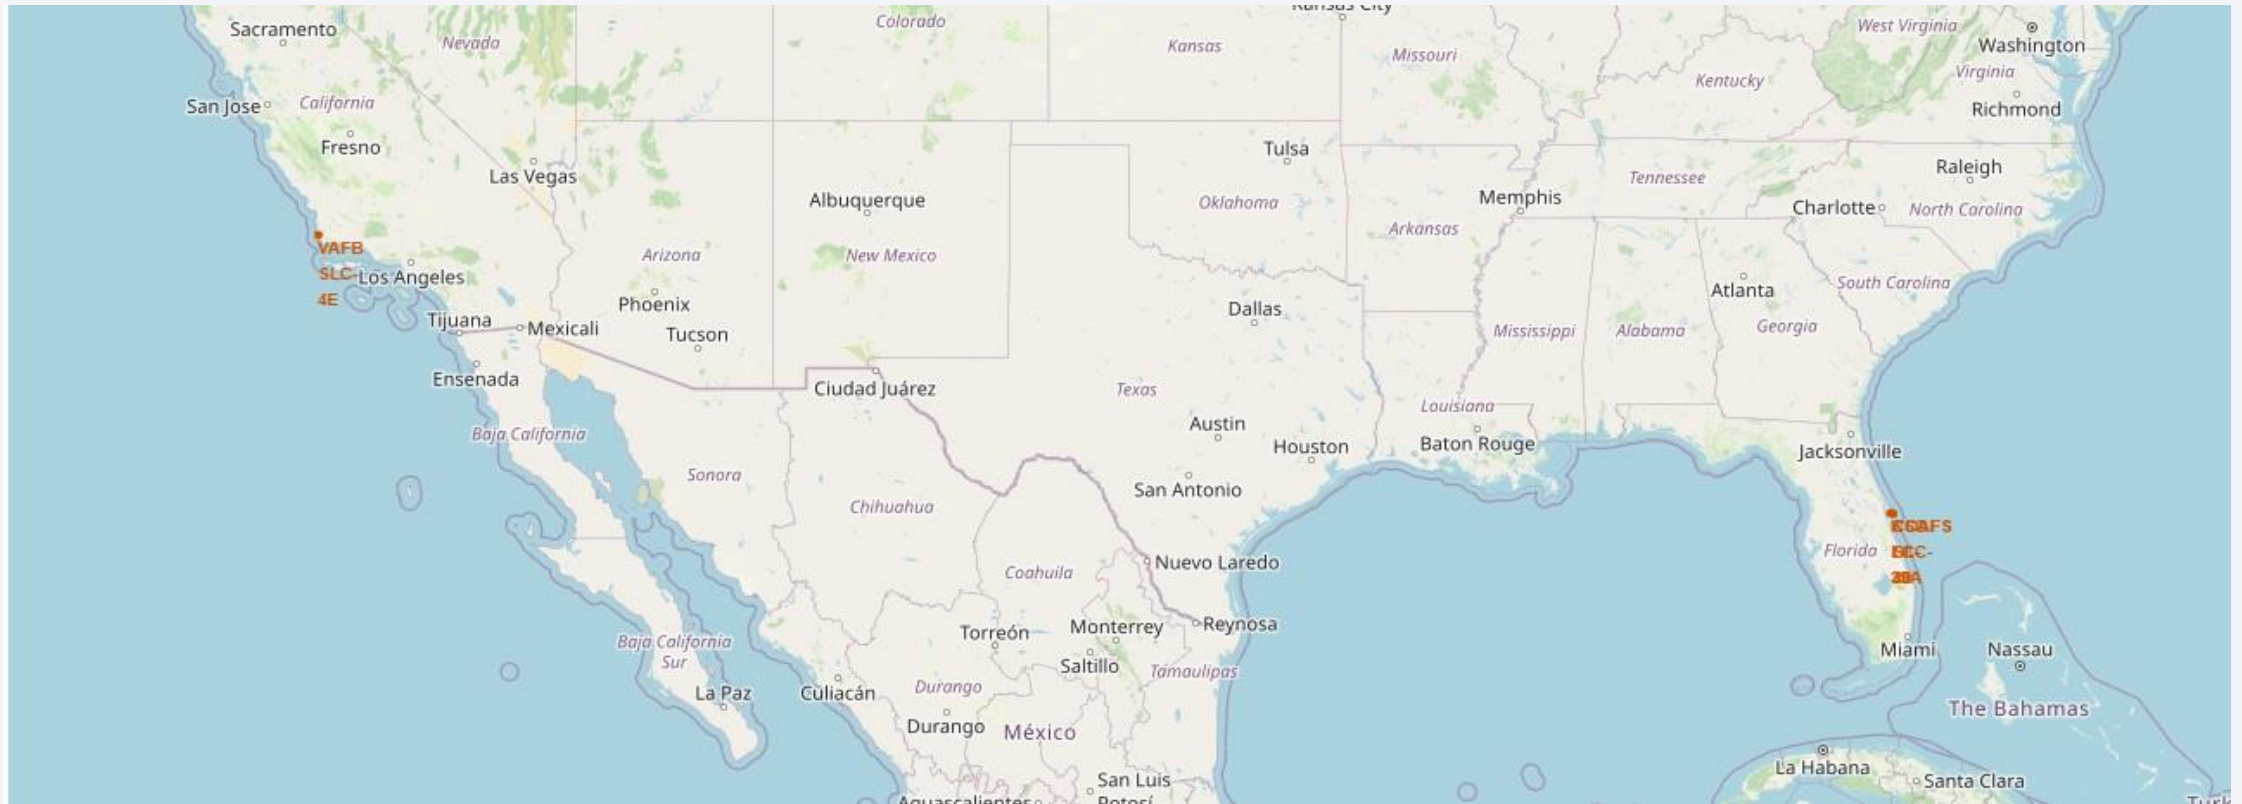 Kansas City
Sacramento
Nevada
Colorado
Kansas
Missouri
West Virginia
Washington
Kentucky
Virginia
San Jose
California
Richmond
Fresno
Las Vegas
Tulsa
Raleigh
Albuquerque
Oklahoma
Memphis
Tennessee
Charlotte
North Carolina
Arkansas
VAFB
SLC-
4E
Los Angeles
Arizona
New Mexico
Phoenix
Dallas
Atlanta
South Carolina
Tijuana
Mexicali
Tucson
Mississippi
Alabama
Georgia
Ensenada
Ciudad Juárez
Texas
Louisiana
Baja California
Austin
Houston
Baton Rouge
Jacksonville
Sonora
San Antonio
Chihuahua
Florida
Nuevo Laredo
Coahuila
Torreón
Monterrey
Reynosa
Baja California
Sur
Saltillo
Tamaulipas
Miami
Nassau
La Paz
Culiacán
Durango
Durango
México
The Bahamas
San Luis
Potosí
La Habana
Santa Clara
Aguascalientes